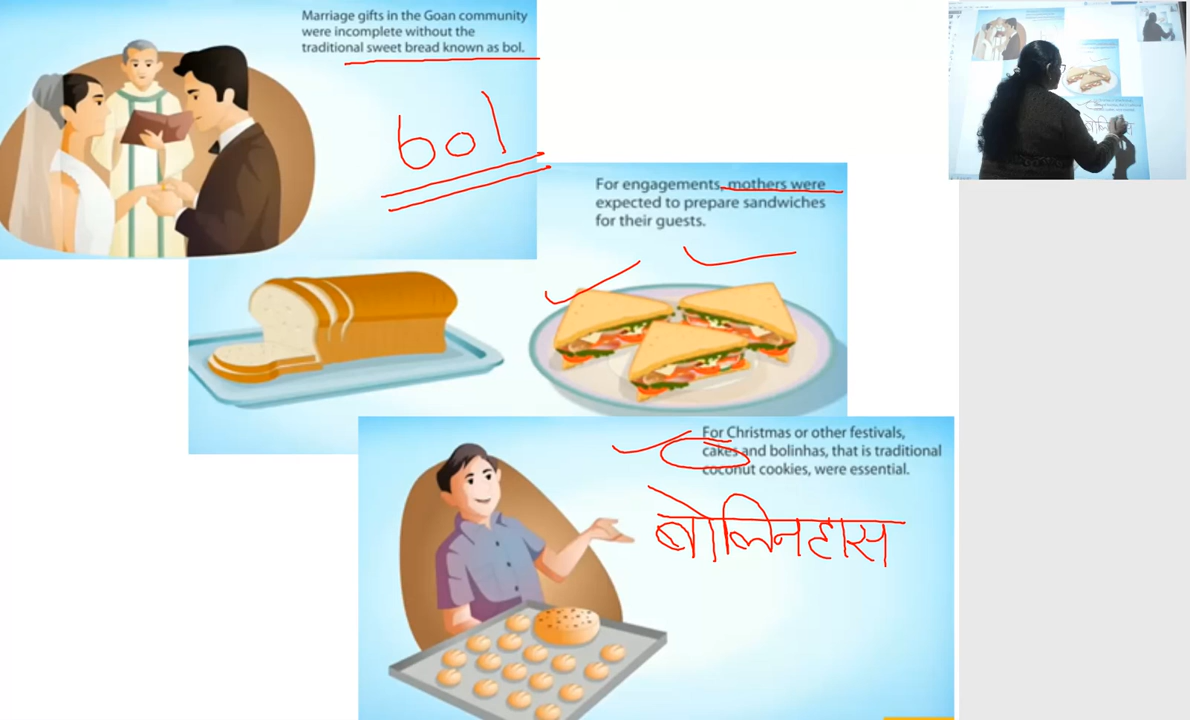 Marriage gifts in the Goan community
were incomplete without the
traditional sweet bread known as bol.
bol
For engagements, mothers were
expected to prepare sandwiches
for their guests.
For Christmas or other festivals,
cakes and bolinhas, that is traditional
coconut cookies, were essential.
बोलिनहास